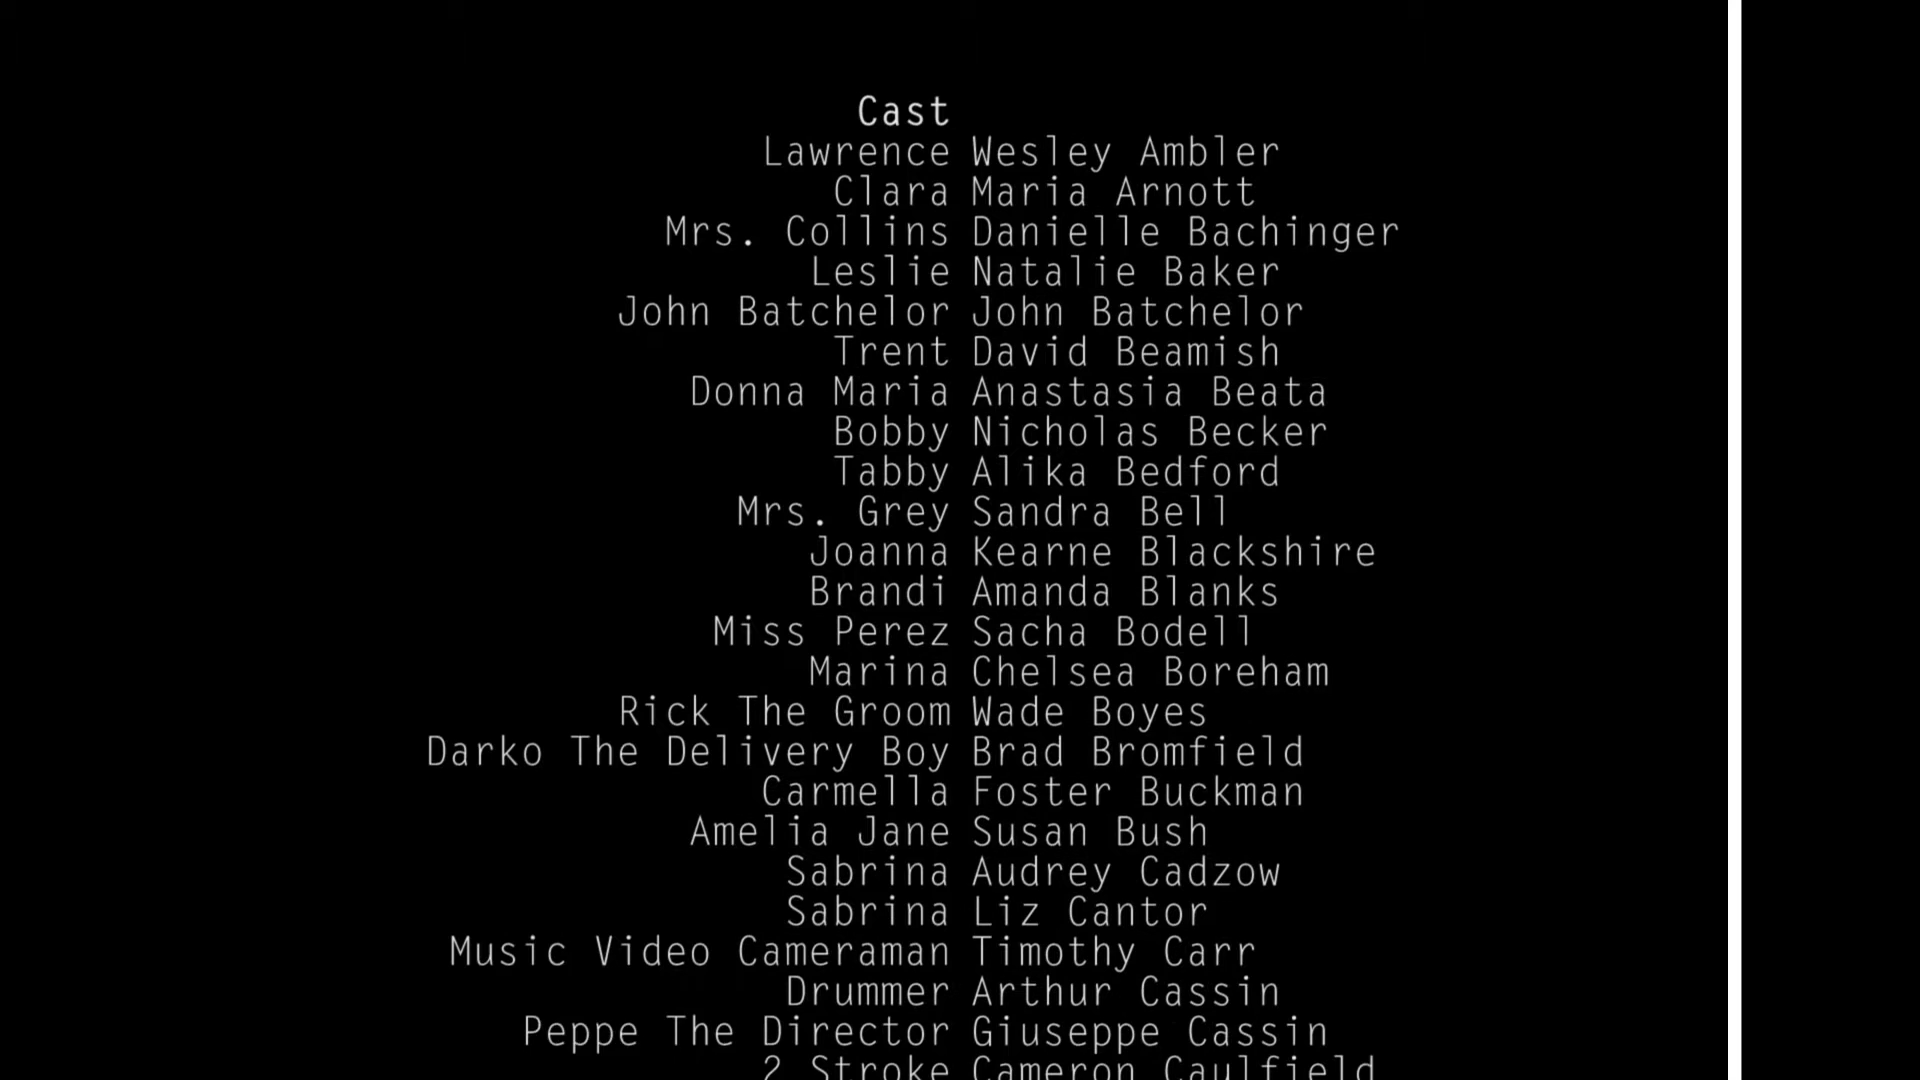 Cast
Lawrence Wesley Ambler
Clara Maria Arnott
Mrs. Collins Danielle Bachinger
Leslie Natalie Baker
John Batchelor John Batchelor
Trent David Beamish
Donna Maria Anastasia Beata
Bobby Nicholas Becker
Tabby Alika Bedford
Mrs. Grey Sandra Bell
Joanna Kearne Blackshire
Brandi Amanda Blanks
Miss Perez Sacha Bodell
Marina Chelsea Boreham
Rick The Groom Wade Boyes
Darko The Delivery Boy Brad Bromfield
Carmella Foster Buckman
Amelia Jane Susan Bush
Sabrina Audrey Cadzow
Sabrina Liz Cantor
Music Video Cameraman Timothy Carr
Drummer Arthur Cassin
Peppe The Director Giuseppe Cassin
2 Stroke Cameron Caulfield